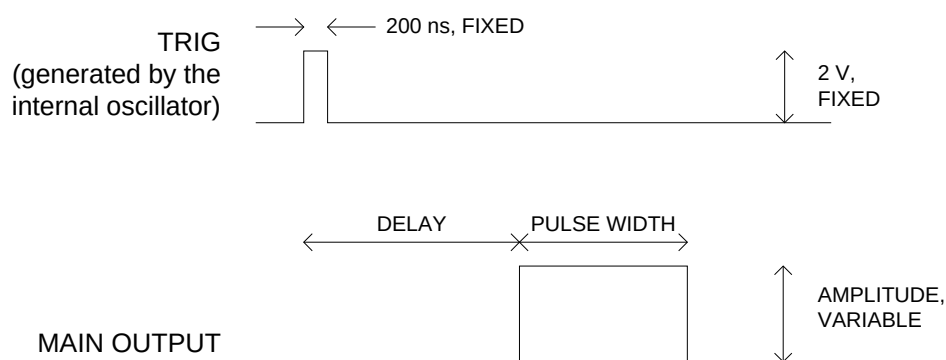 200 ns, FIXED
TRIG
(generated by the
internal oscillator)
2 V,
FIXED
DELAY
PULSE WIDTH
AMPLITUDE,
VARIABLE
MAIN OUTPUT